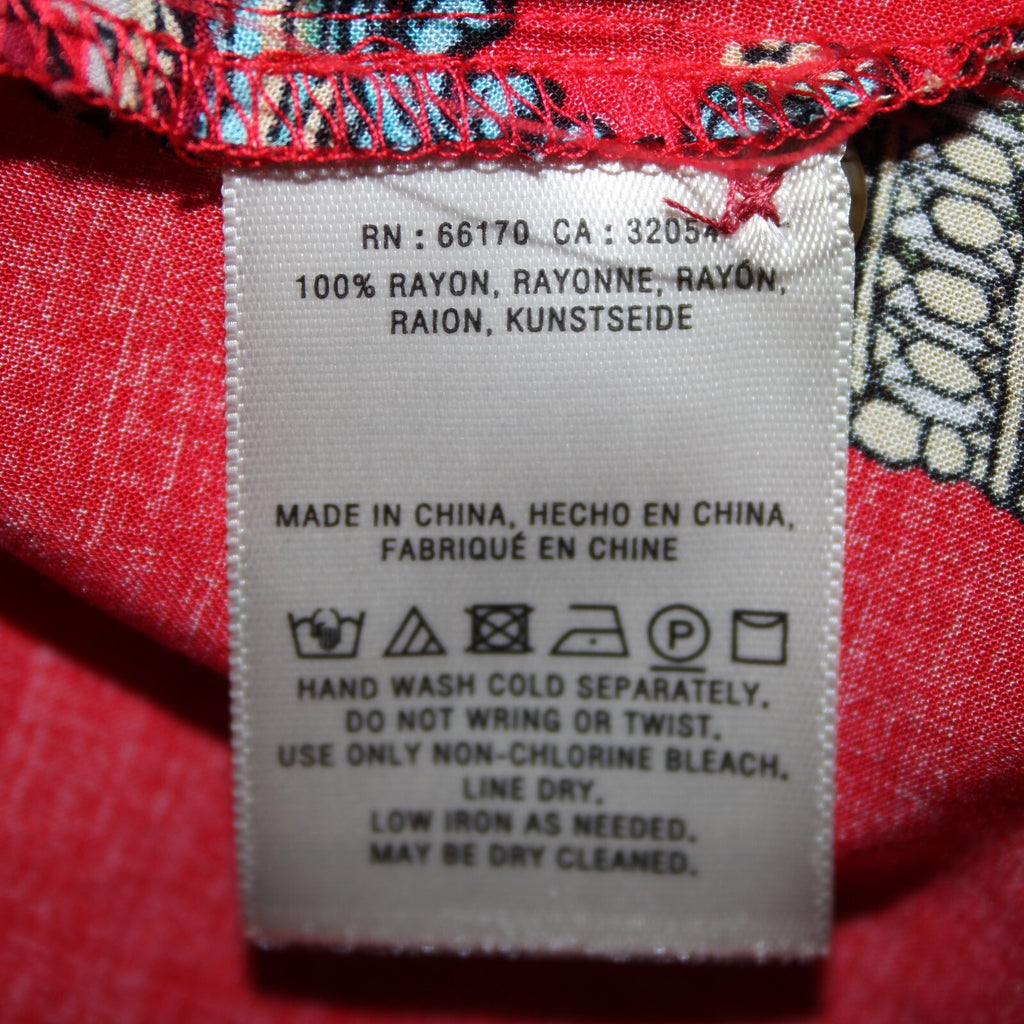 RN : 66170 CA : 32054
100% RAYON, RAYONNE, RAYÓN,
RAION, KUNSTSEIDE
MADE IN CHINA, HECHO EN CHINA,
FABRIQUÉ EN CHINE
P
HAND WASH COLD SEPARATELY.
DO NOT WRING OR TWIST.
USE ONLY NON-CHLORINE BLEACH.
LINE DRY.
LOW IRON AS NEEDED.
MAY BE DRY CLEANED.